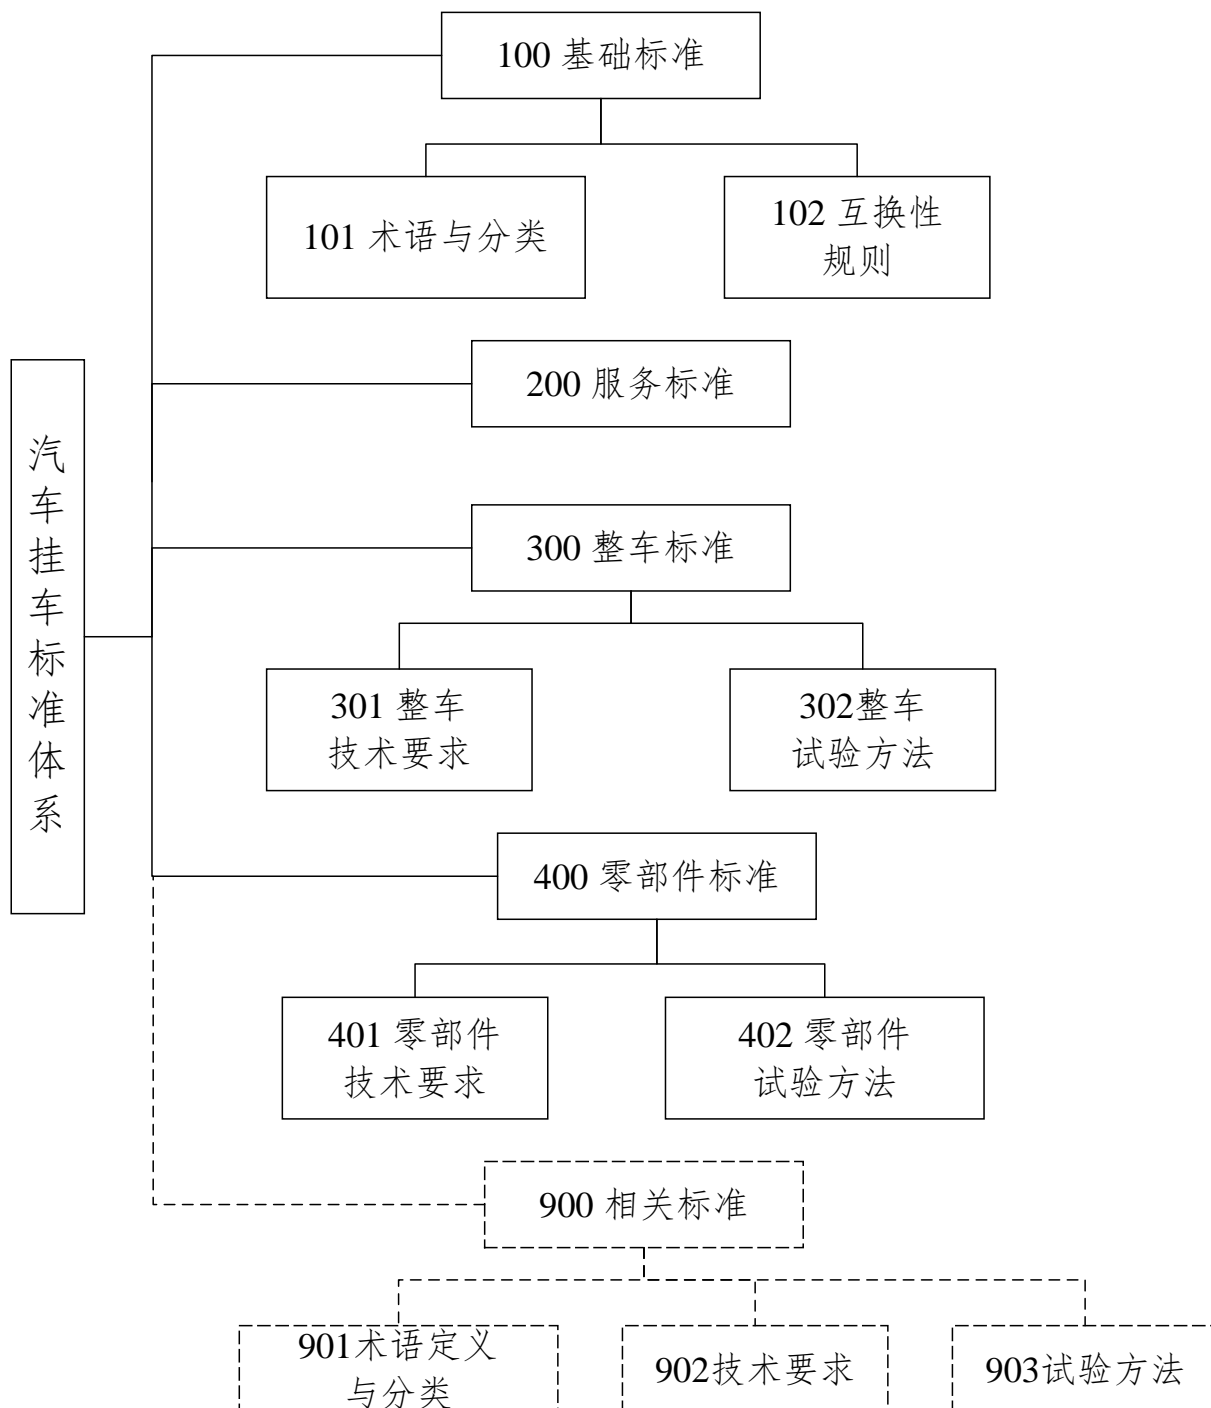 100 基础标准
101 术语与分类
102 互换性
规则
200 服务标准
汽车挂车标准体系
300 整车标准
301 整车
技术要求
302整车
试验方法
400 零部件标准
401 零部件
技术要求
402 零部件
试验方法
900 相关标准
901术语定义
与分类
902技术要求
903试验方法